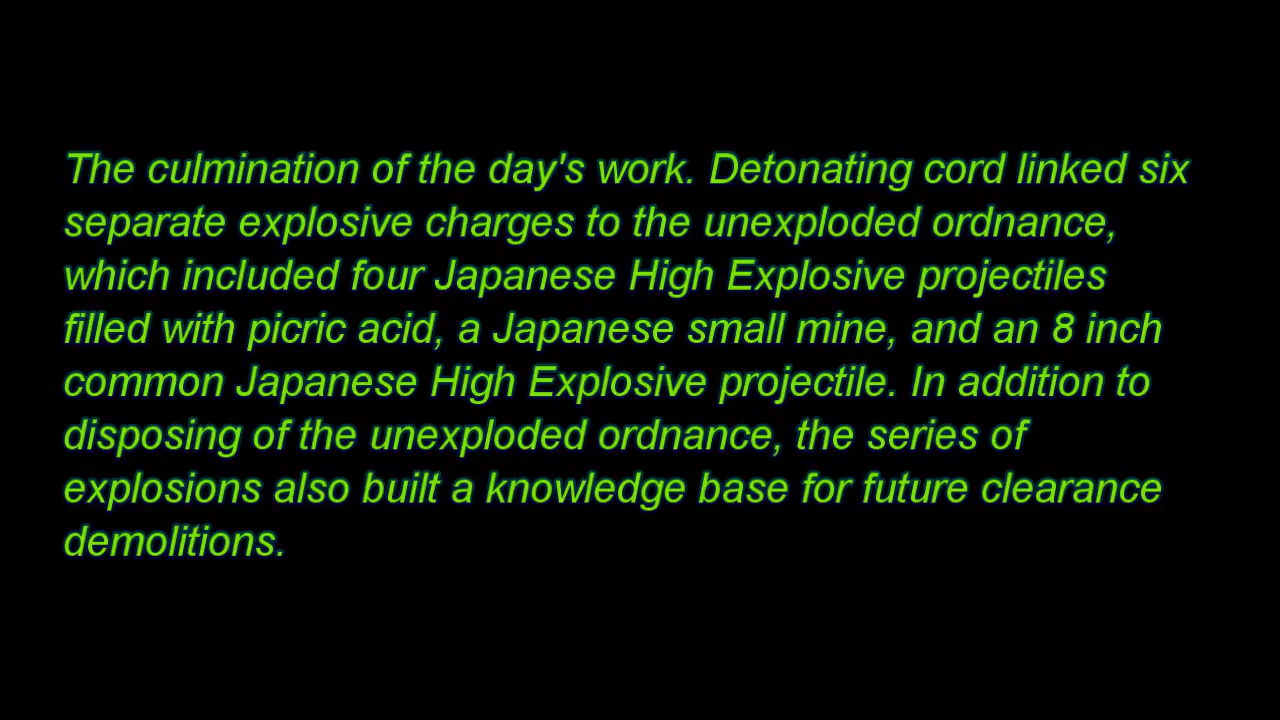 The culmination of the day's work. Detonating cord linked six
separate explosive charges to the unexploded ordnance,
which included four Japanese High Explosive projectiles
filled with picric acid, a Japanese small mine, and an 8 inch
common Japanese High Explosive projectile. In addition to
disposing of the unexploded ordnance, the series of
explosions also built a knowledge base for future clearance
demolitions.